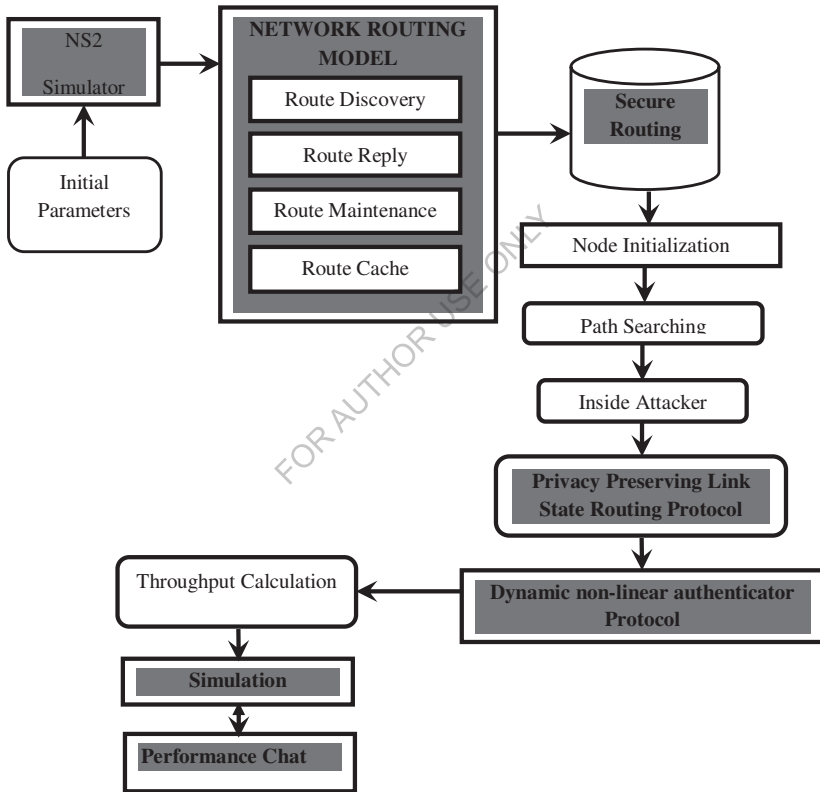 NS2
Simulator
Initial
Parameters
NETWORK ROUTING
MODEL
Route Discovery
Route Reply
Route Maintenance
Route Cache
Secure
Routing
Node Initialization
Path Searching
Inside Attacker
Privacy Preserving Link
State Routing Protocol
Dynamic non-linear authenticator
Protocol
Throughput Calculation
Simulation
Performance Chat
FOR AUTHOR USE ONLY